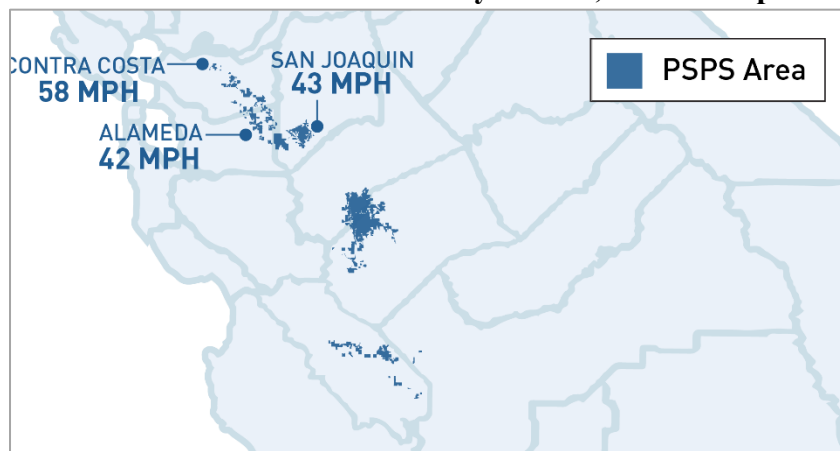 CONTRA COSTA
58 MPH
SAN JOAQUIN
43 MPH
ALAMEDA
42 MPH
PSPS Area